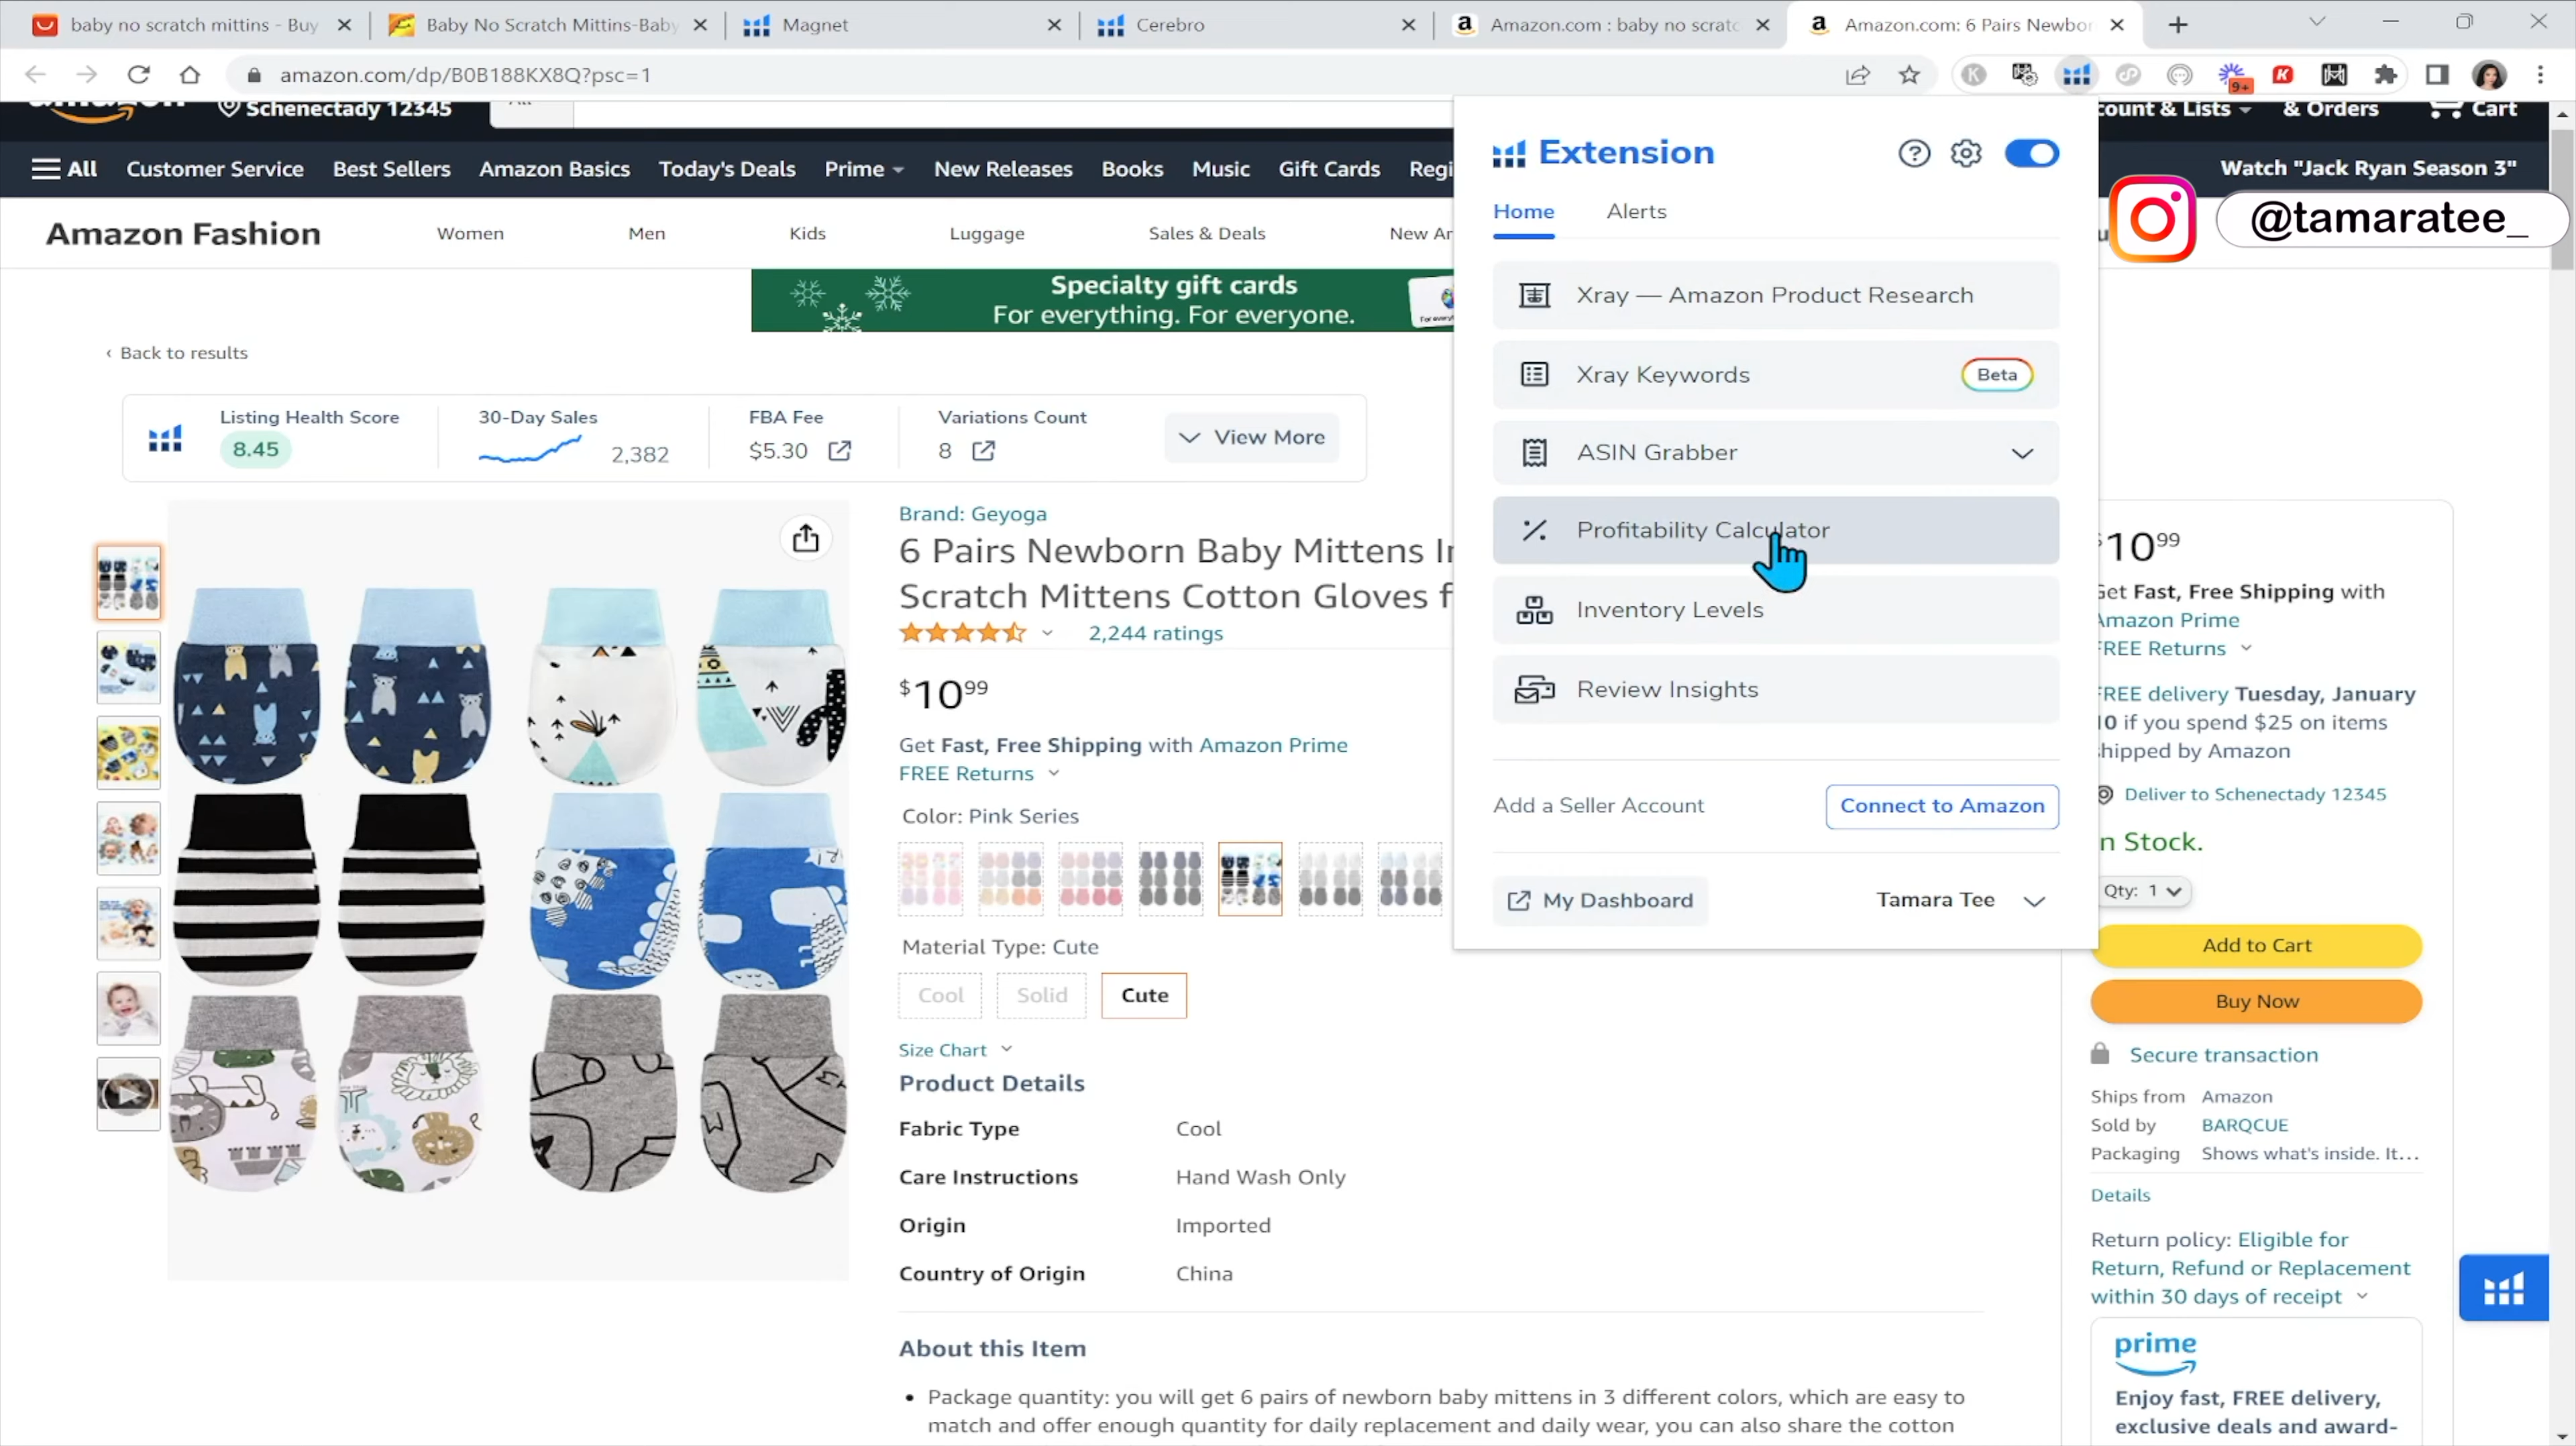 baby no scratch mittins - Buy
Baby No Scratch Mittins-Baby
Magnet
Cerebro
Amazon.com : baby no scratc
Amazon.com: 6 Pairs Newbor
amazon.com/dp/B0B188KX8Q?psc=1
9+
Schenectady 12345
All
count & Lists
& Orders
Cart
All
Customer Service
Best Sellers
Amazon Basics
Today's Deals
Prime
New Releases
Books
Music
Gift Cards
Regi
Watch "Jack Ryan Season 3"
@tamaratee_
Amazon Fashion
Women
Men
Kids
Luggage
Sales & Deals
New Ar
Specialty gift cards
For everything. For everyone.
‹ Back to results
Listing Health Score
8.45
30-Day Sales
2,382
FBA Fee
$5.30
Variations Count
8
View More
Extension
Home
Alerts
Xray — Amazon Product Research
Xray Keywords
Beta
ASIN Grabber
Profitability Calculator
Inventory Levels
Review Insights
Add a Seller Account
Connect to Amazon
My Dashboard
Tamara Tee
Brand: Geyoga
6 Pairs Newborn Baby Mittens I
Scratch Mittens Cotton Gloves f
2,244 ratings
$10 99
Get Fast, Free Shipping with Amazon Prime
FREE Returns
Color: Pink Series
Material Type: Cute
Cool
Solid
Cute
Size Chart
Product Details
Fabric Type
Cool
Care Instructions
Hand Wash Only
Origin
Imported
Country of Origin
China
About this Item
• Package quantity: you will get 6 pairs of newborn baby mittens in 3 different colors, which are easy to
match and offer enough quantity for daily replacement and daily wear, you can also share the cotton
$10 99
Get Fast, Free Shipping with
Amazon Prime
FREE Returns
FREE delivery Tuesday, January
10 if you spend $25 on items
shipped by Amazon
Deliver to Schenectady 12345
In Stock.
Qty: 1
Add to Cart
Buy Now
Secure transaction
Ships from Amazon
Sold by BARQCUE
Packaging Shows what's inside. It...
Details
Return policy: Eligible for
Return, Refund or Replacement
within 30 days of receipt
prime
Enjoy fast, FREE delivery,
exclusive deals and award-